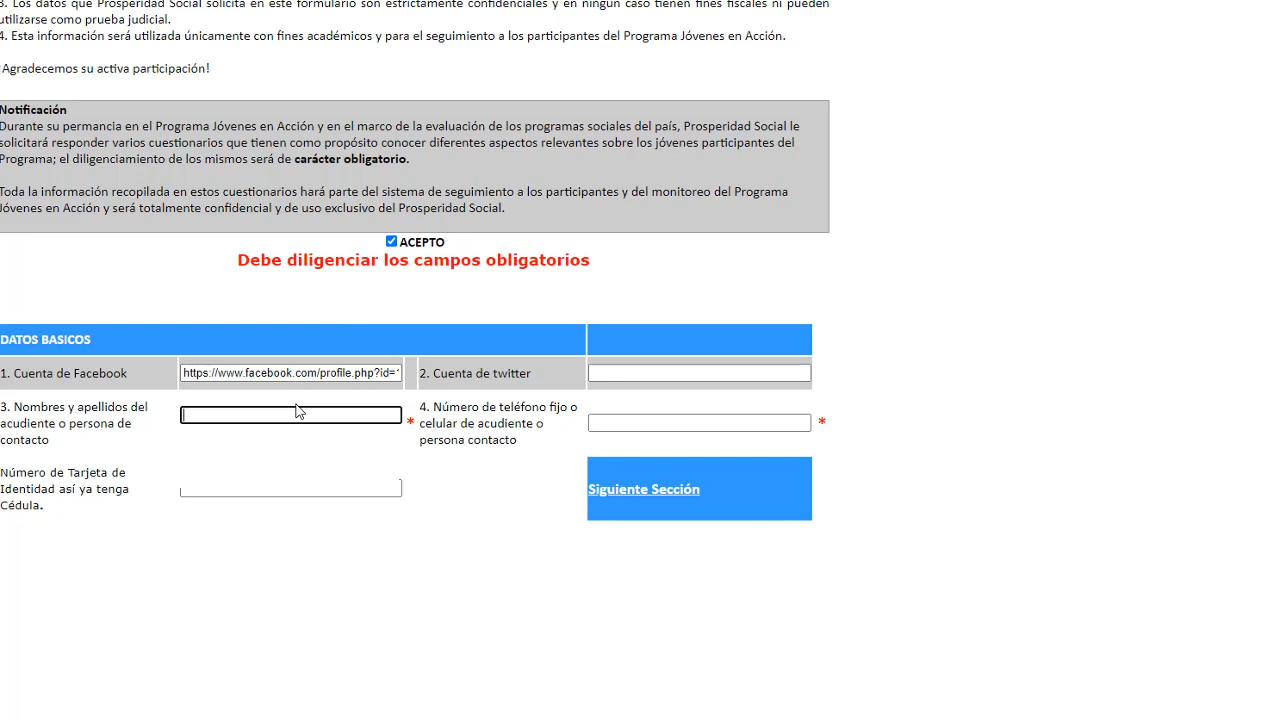 3. Los datos que Prosperidad Social solicita en este formulario son estrictamente confidenciales y en ningún caso tienen fines fiscales ni pueden
utilizarse como prueba judicial.
4. Esta información será utilizada únicamente con fines académicos y para el seguimiento a los participantes del Programa Jóvenes en Acción.
¡Agradecemos su activa participación!
Notificación
Durante su permancia en el Programa Jóvenes en Acción y en el marco de la evaluación de los programas sociales del país, Prosperidad Social le
solicitará responder varios cuestionarios que tienen como propósito conocer diferentes aspectos relevantes sobre los jóvenes participantes del
Programa; el diligenciamiento de los mismos será de carácter obligatorio.
Toda la información recopilada en estos cuestionarios hará parte del sistema de seguimiento a los participantes y del monitoreo del Programa
Jóvenes en Acción y será totalmente confidencial y de uso exclusivo del Prosperidad Social.
ACEPTO
Debe diligenciar los campos obligatorios
DATOS BASICOS
1. Cuenta de Facebook https://www.facebook.com/profile.php?id= 2. Cuenta de twitter
3. Nombres y apellidos del
acudiente o persona de
contacto
*
4. Número de teléfono fijo o
celular de acudiente o
persona contacto
*
Número de Tarjeta de
Identidad así ya tenga
Cédula.
Siguiente Sección